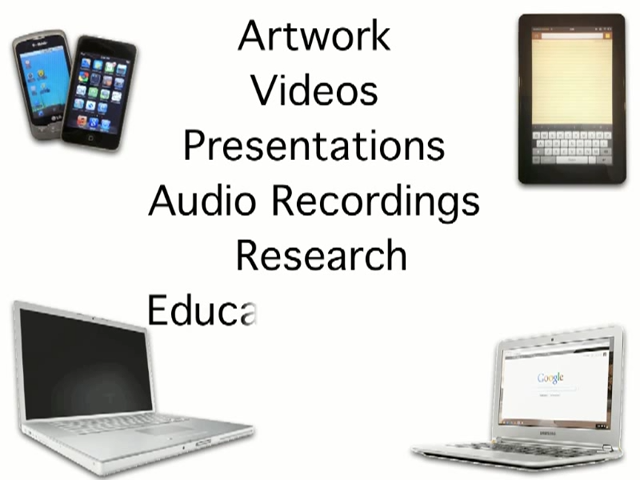 Artwork
Videos
Presentations
Audio Recordings
Research
Educa
Google